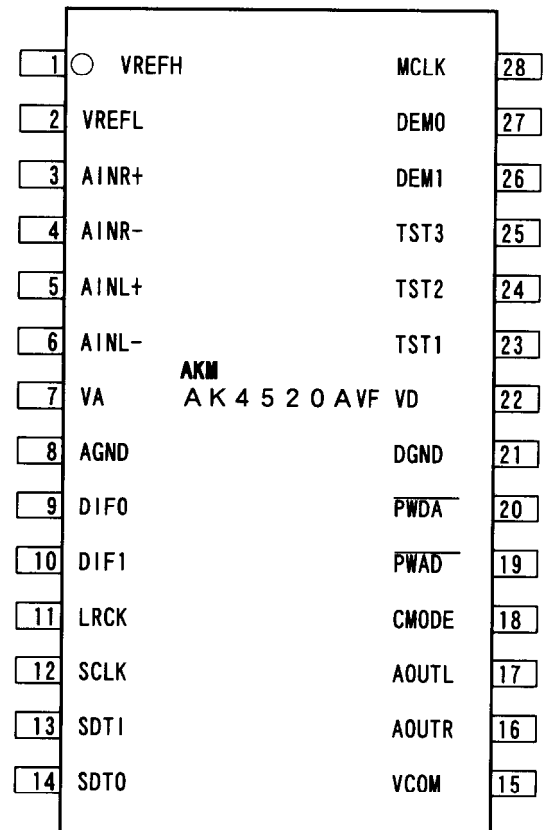 1 VREFH MCLK 28
2 VREFL DEM0 27
3 AINR+ DEM1 26
4 AINR- TST3 25
5 AINL+ TST2 24
6 AINL- TST1 23
AKM
7 VA AK4520AVF VD 22
8 AGND DGND 21
9 DIF0 PWDA 20
10 DIF1 PWAD 19
11 LRCK CMODE 18
12 SCLK AOUTL 17
13 SDTI AOUTR 16
14 SDTO VCOM 15